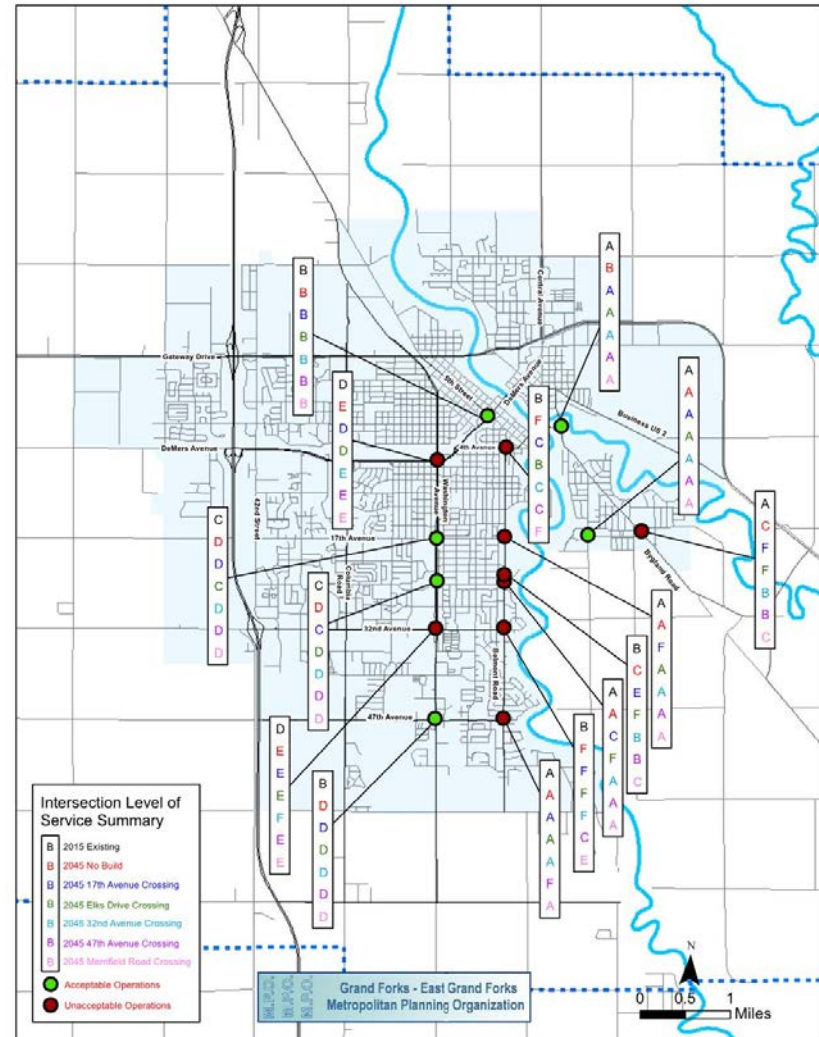 A
B
A
A
A
A
A
B
B
B
B
B
B
B
Central Avenue
Gateway Drive
5th Street
DeMers Avenue
D
E
D
D
E
E
E
A
A
A
A
A
A
A
B
F
C
B
C
C
F
Business US 2
DeMers Avenue
4th Avenue
Washington Avenue
42nd Street
A
C
F
F
B
B
C
C
D
D
C
D
D
D
17th Avenue
Columbia Road
Bygland Road
C
D
C
D
D
D
D
A
A
F
A
A
A
A
32nd Avenue
Belmont Road
B
C
E
F
B
B
C
A
A
C
F
A
A
A
47th Avenue
D
E
E
E
F
E
E
B
D
D
D
D
D
D
B
F
F
F
F
C
E
A
A
A
A
A
F
A
Intersection Level of
Service Summary
B 2015 Existing
B 2045 No Build
B 2045 17th Avenue Crossing
B 2045 Elks Drive Crossing
B 2045 32nd Avenue Crossing
B 2045 47th Avenue Crossing
B 2045 Merrifield Road Crossing
Acceptable Operations
Unacceptable Operations
M.P.O.
M.P.O.
M.P.O.
Grand Forks - East Grand Forks
Metropolitan Planning Organization
N
0 0.5 1
Miles